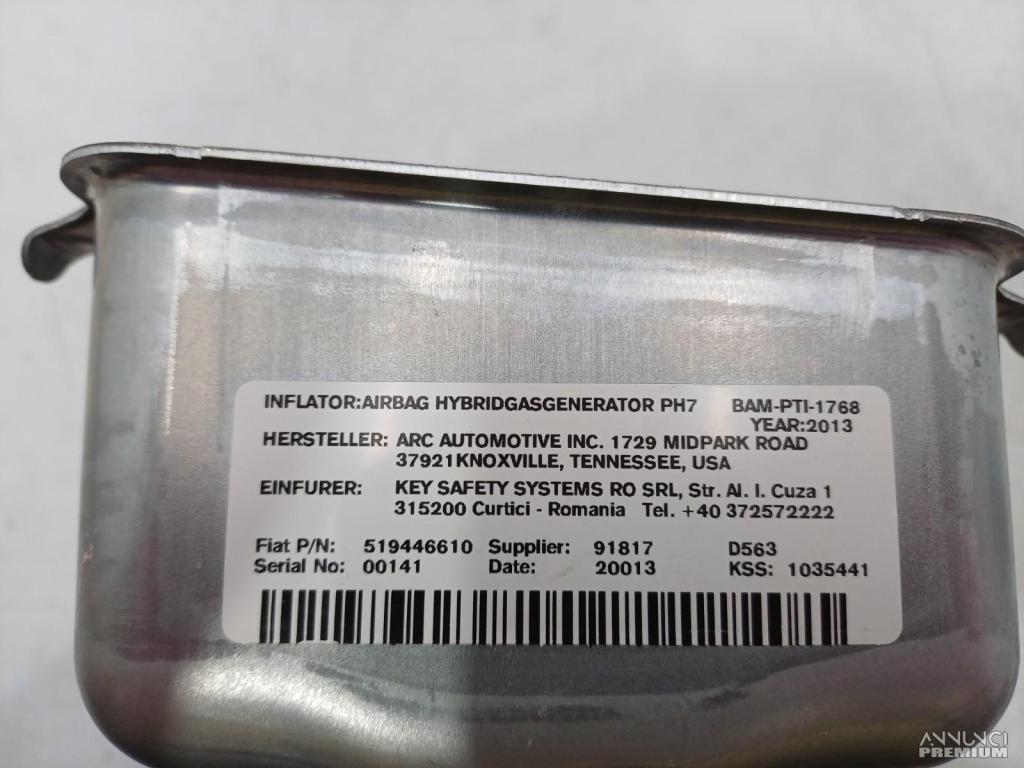 INFLATOR:AIRBAG HYBRIDGASGENERATOR PH7 BAM-PTI-1768
YEAR:2013
HERSTELLER: ARC AUTOMOTIVE INC. 1729 MIDPARK ROAD
37921KNOXVILLE, TENNESSEE, USA
EINFURER: KEY SAFETY SYSTEMS RO SRL, Str. Al. I. Cuza 1
315200 Curtici - Romania Tel. +40 372572222
Fiat P/N: 519446610 Supplier: 91817 D563
Serial No: 00141 Date: 20013 KSS: 1035441
ANNUNCI
PREMIUM